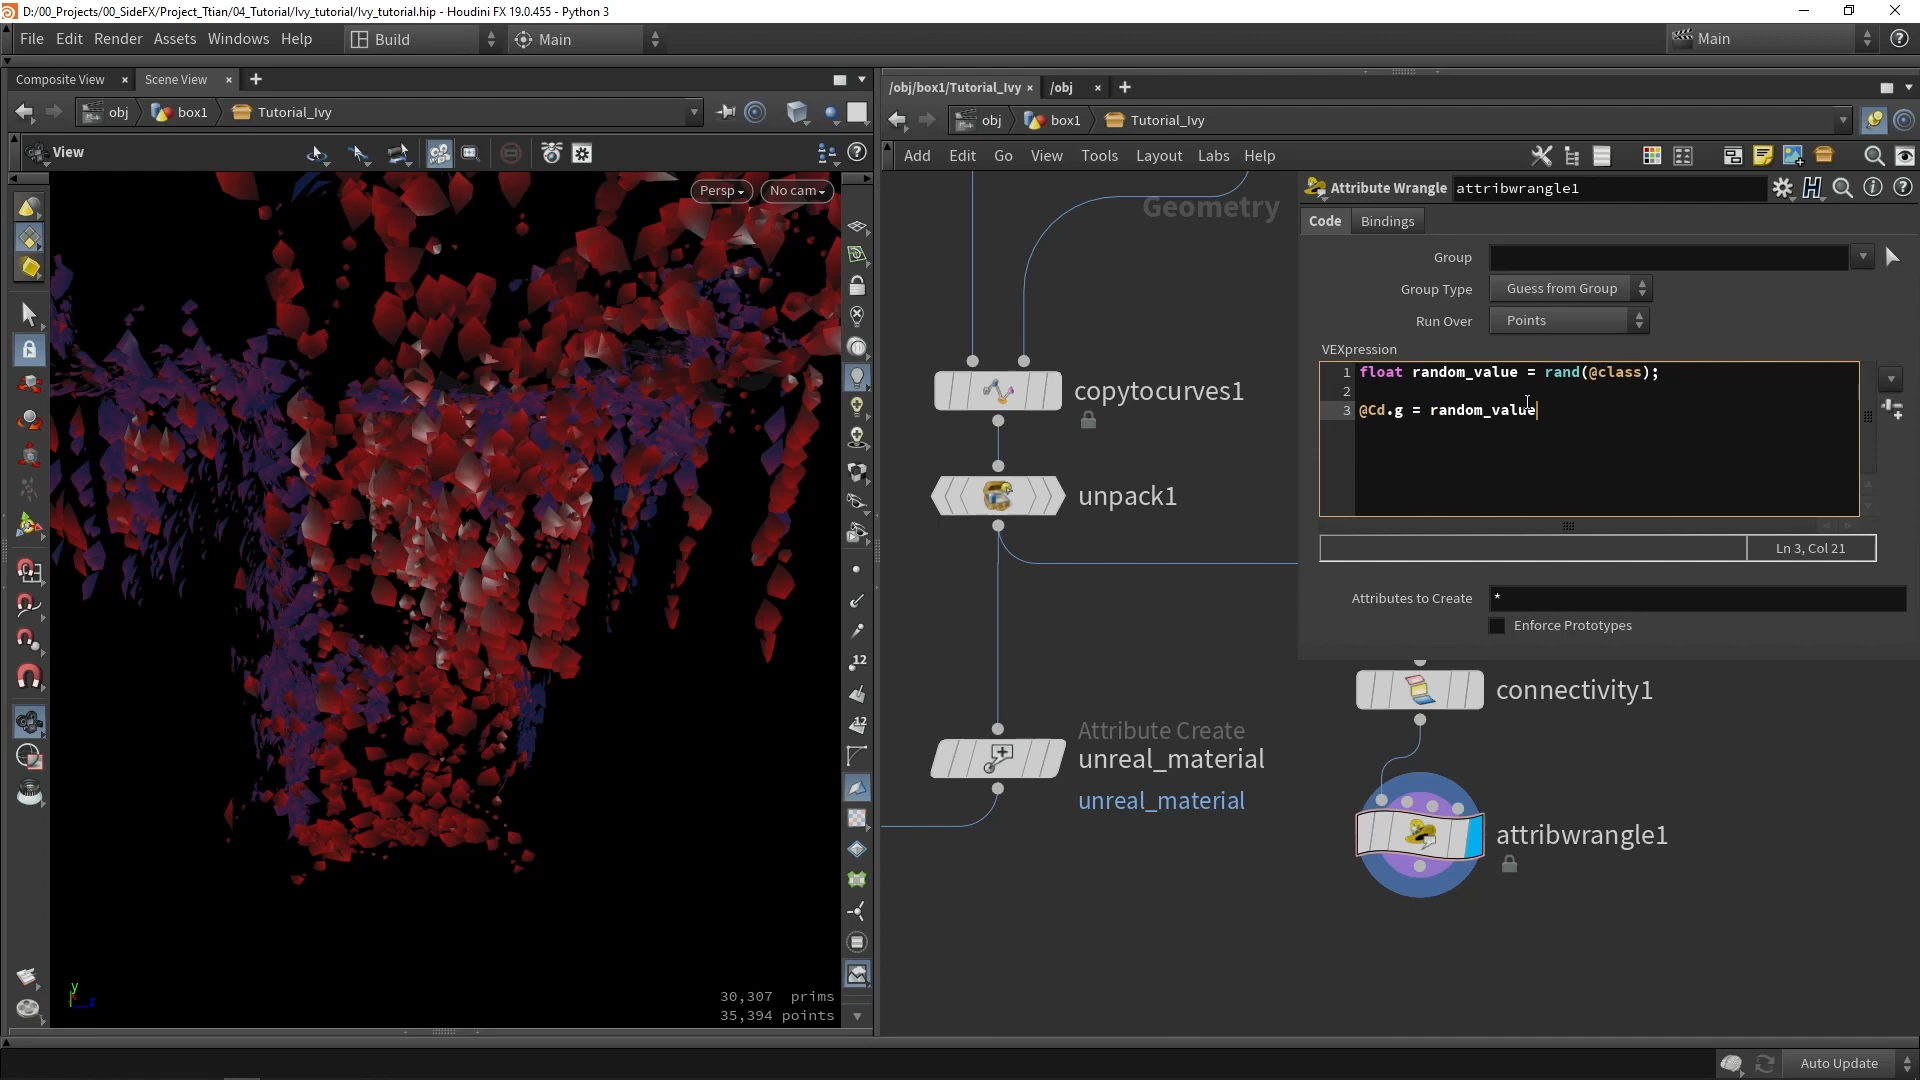 D:/00_Projects/00_SideFX/Project_Ttian/04_Tutorial/Ivy_tutorial/Ivy_tutorial.hip - Houdini FX 19.0.455 - Python 3
File Edit Render Assets Windows Help
Build
Main
Main
Composite View
Scene View
obj
box1
Tutorial_Ivy
View
Persp
No cam
12
12
y
z
30,307 prims
35,394 points
/obj/box1/Tutorial_Ivy
/obj
obj
box1
Tutorial_Ivy
Add Edit Go View Tools Layout Labs Help
Geometry
Attribute Wrangle
attribwrangle1
Code
Bindings
Group
Group Type
Guess from Group
Run Over
Points
VEXpression
1 float random_value = rand(@class);
2
3 @Cd.g = random_value
Ln 3, Col 21
Attributes to Create
*
Enforce Prototypes
copytocurves1
unpack1
Attribute Create
unreal_material
unreal_material
connectivity1
attribwrangle1
Auto Update